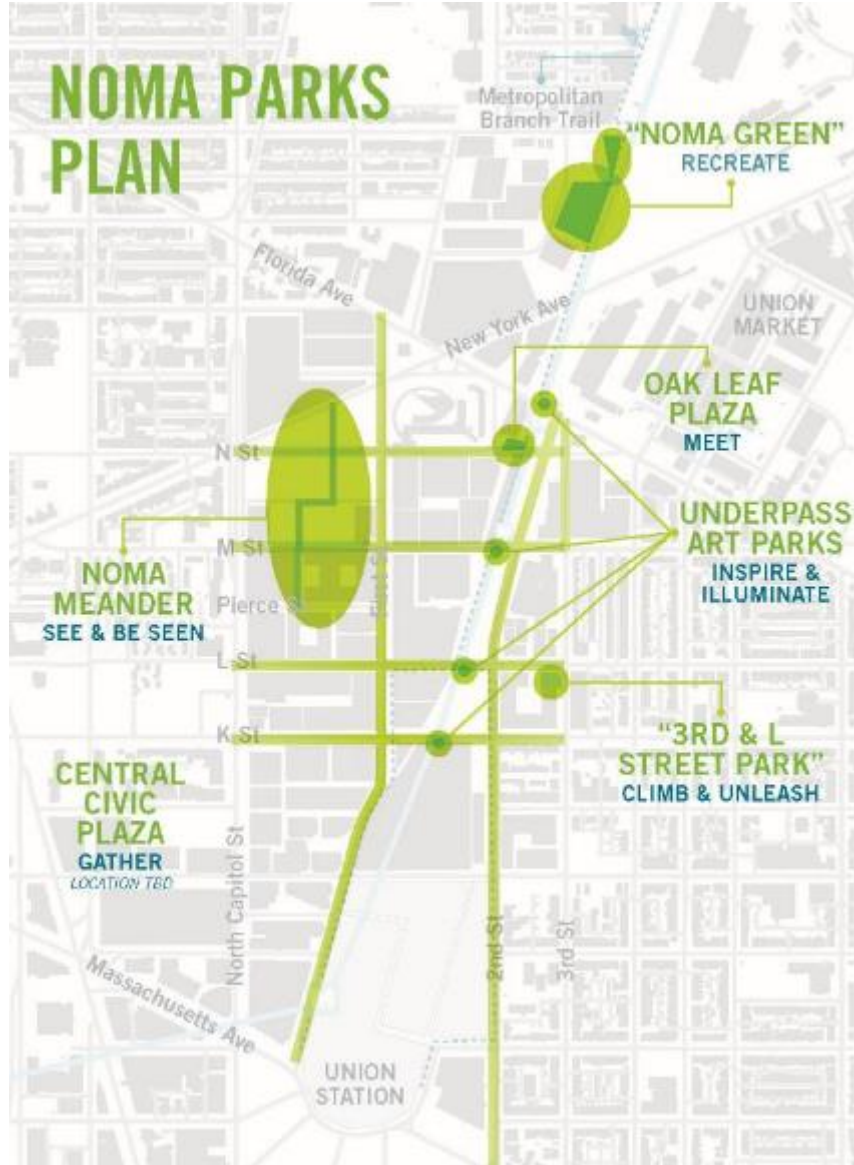 NOMA PARKS
PLAN
Metropolitan
Branch Trail
"NOMA GREEN"
RECREATE
Florida Ave
New York Ave
UNION
MARKET
OAK LEAF
PLAZA
MEET
N St
UNDERPASS
ART PARKS
INSPIRE &
ILLUMINATE
M St
NOMA
MEANDER
SEE & BE SEEN
Pierce St
First St
L St
K St
"3RD & L
STREET PARK"
CLIMB & UNLEASH
CENTRAL
CIVIC
PLAZA
GATHER
LOCATION TBD
North Capitol St
2nd St
3rd St
Massachusetts Ave
UNION
STATION